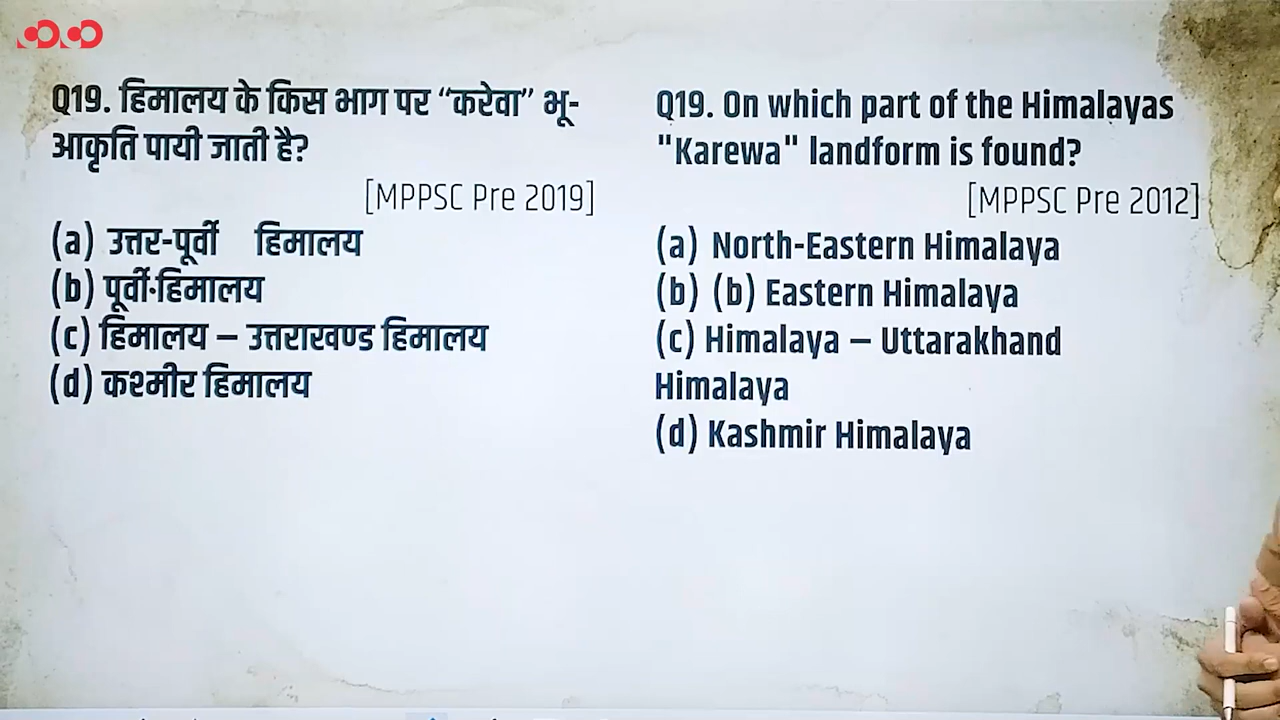 Q19. हिमालय के किस भाग पर “करेवा” भू-
आकृति पायी जाती है?
[MPPSC Pre 2019]
(a) उत्तर-पूर्वी हिमालय
(b) पूर्वी·हिमालय
(c) हिमालय – उत्तराखण्ड हिमालय
(d) कश्मीर हिमालय
Q19. On which part of the Himalayas
"Karewa" landform is found?
[MPPSC Pre 2012]
(a) North-Eastern Himalaya
(b) (b) Eastern Himalaya
(c) Himalaya – Uttarakhand
Himalaya
(d) Kashmir Himalaya